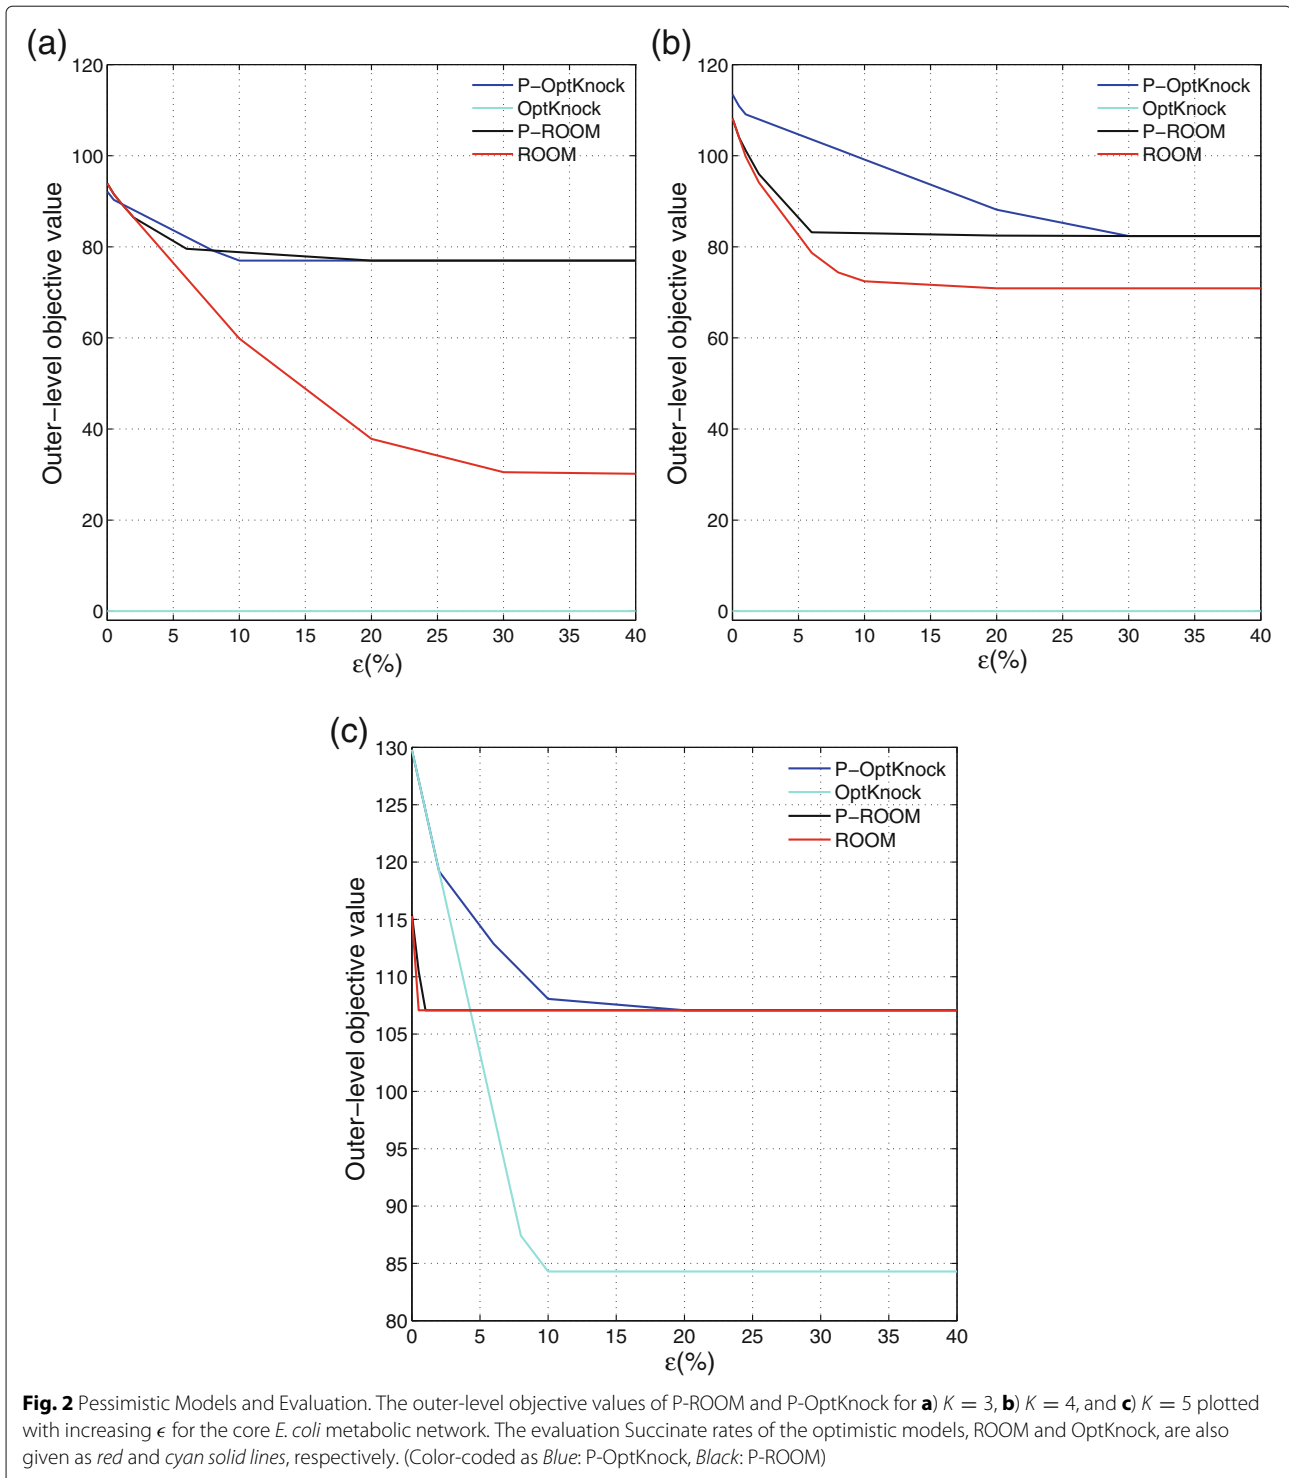 (a)
120
100
80
60
40
20
0
0 5 10 15 20 25 30 35 40
Outer-level objective value
ε(%)
P-OptKnock
OptKnock
P-ROOM
ROOM
(b)
120
100
80
60
40
20
0
0 5 10 15 20 25 30 35 40
Outer-level objective value
ε(%)
P-OptKnock
OptKnock
P-ROOM
ROOM
(c)
130
125
120
115
110
105
100
95
90
85
80
0 5 10 15 20 25 30 35 40
Outer-level objective value
ε(%)
P-OptKnock
OptKnock
P-ROOM
ROOM
Fig. 2 Pessimistic Models and Evaluation. The outer-level objective values of P-ROOM and P-OptKnock for a) K = 3, b) K = 4, and c) K = 5 plotted
with increasing ϵ for the core E. coli metabolic network. The evaluation Succinate rates of the optimistic models, ROOM and OptKnock, are also
given as red and cyan solid lines, respectively. (Color-coded as Blue: P-OptKnock, Black: P-ROOM)